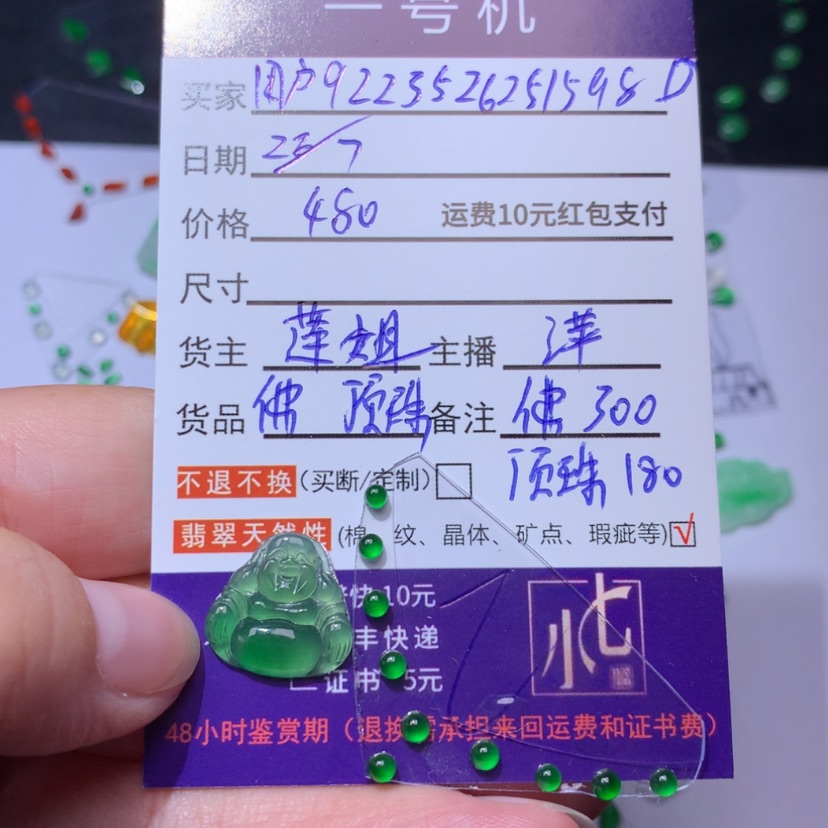 一号机
买家 用户9223526251598D
日期 25/7
价格 480 运费10元红包支付
尺寸
货主 莲姐 主播 洋
货品 佛 顶珠 备注 佛 300
顶珠 180
不退不换(买断/定制)
翡翠天然性(棉 纹、晶体、矿点、瑕疵等)
快10元
丰快递
证书 5元
小七
48小时鉴赏期(退换 承担来回运费和证书费)